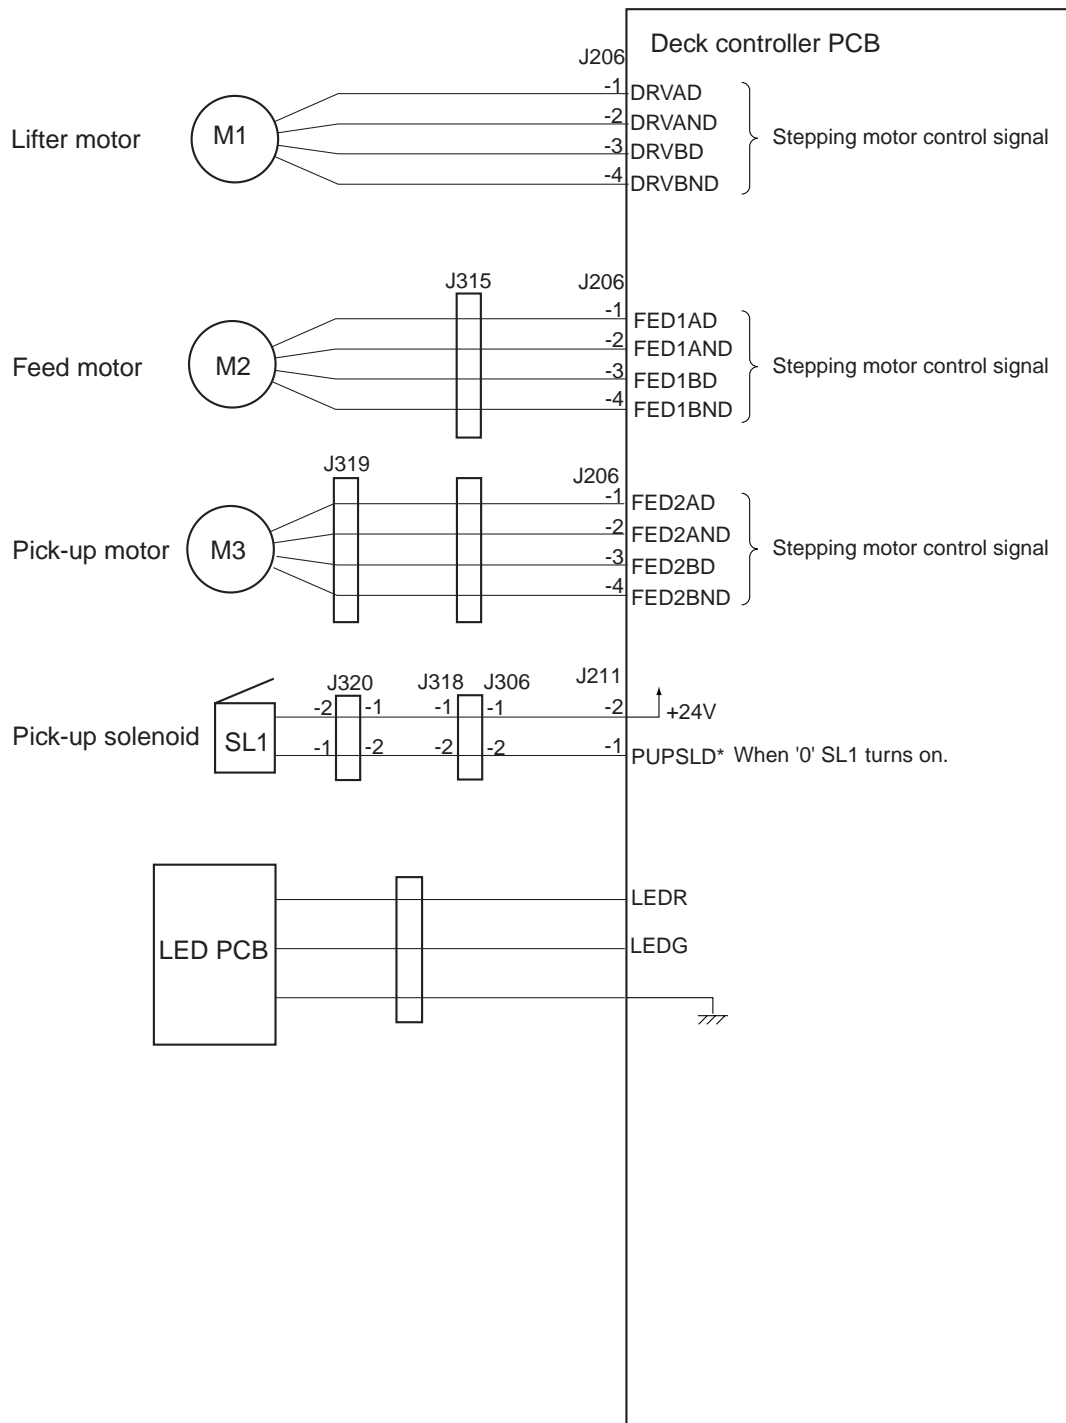 Deck controller PCB
J206
-1 DRVAD
-2 DRVAND
-3 DRVBD
-4 DRVBND
Lifter motor
M1
Stepping motor control signal
J315
J206
-1 FED1AD
-2 FED1AND
-3 FED1BD
-4 FED1BND
Feed motor
M2
Stepping motor control signal
J319
J206
-1 FED2AD
-2 FED2AND
-3 FED2BD
-4 FED2BND
Pick-up motor
M3
Stepping motor control signal
J320 J318 J306 J211
-2 -1 -1 -1 -2 +24V
Pick-up solenoid
SL1
-1 -2 -2 -2 -1 PUPSLD* When '0' SL1 turns on.
LED PCB
LEDR
LEDG